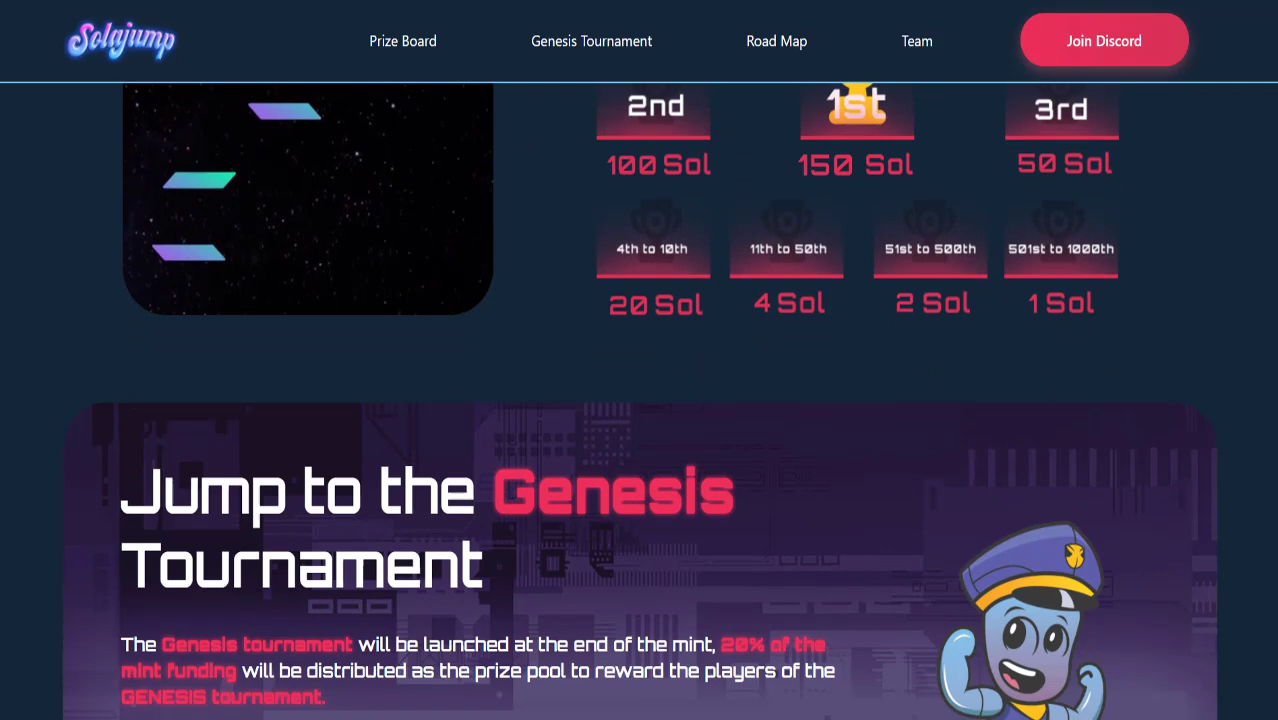 Solajump
Prize Board
Genesis Tournament
Road Map
Team
Join Discord
2nd
1st
3rd
100 Sol
150 Sol
50 Sol
4th to 10th
11th to 50th
51st to 500th
501st to 1000th
20 Sol
4 Sol
2 Sol
1 Sol
Jump to the Genesis
Tournament
The Genesis tournament will be launched at the end of the mint, 20% of the
mint funding will be distributed as the prize pool to reward the players of the
GENESIS tournament.